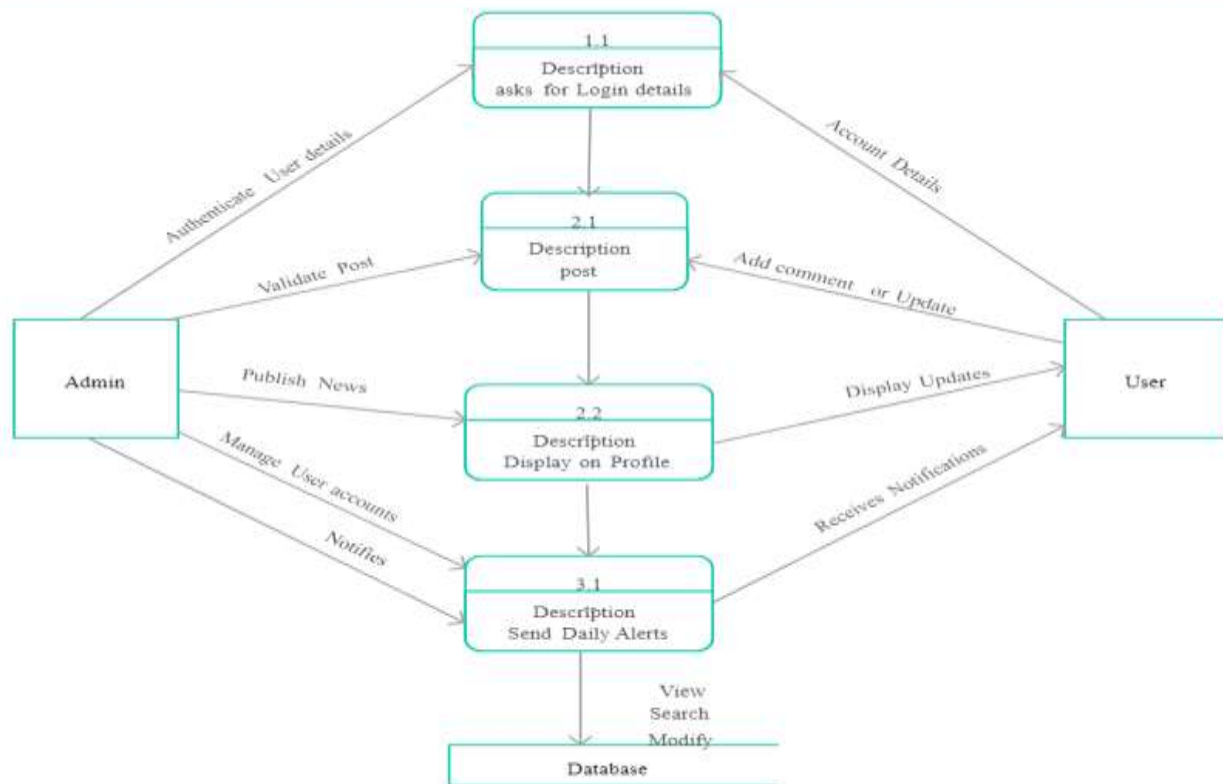 1.1
Description
asks for Login details
Authenticate User details
Account Details
2.1
Description
post
Validate Post
Add comment or Update
Admin
User
Publish News
Display Updates
2.2
Description
Display on Profile
Manage User accounts
Receives Notifications
Notifies
3.1
Description
Send Daily Alerts
View
Search
Modify
Database